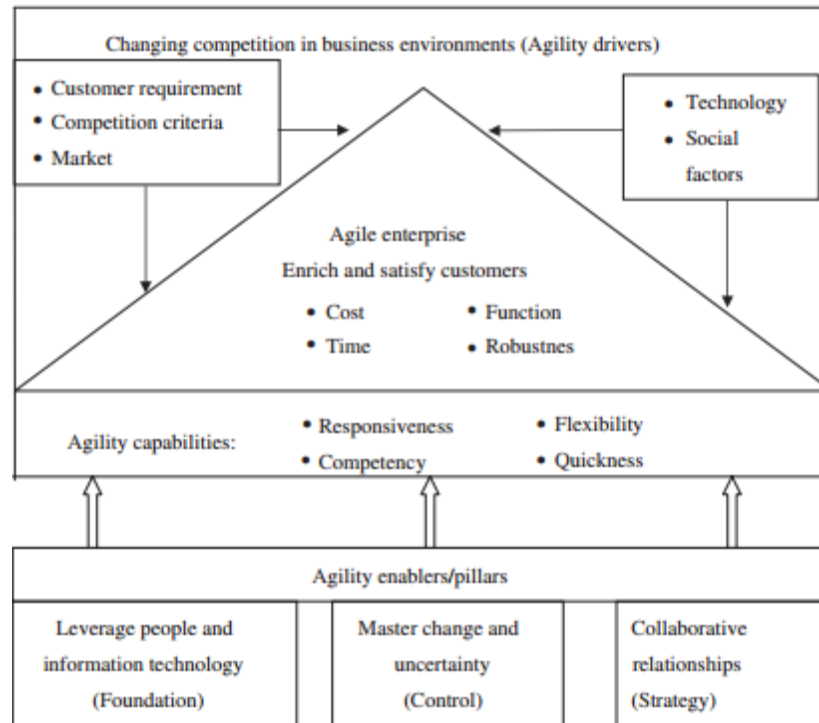 Changing competition in business environments (Agility drivers)
• Customer requirement
• Competition criteria
• Market
• Technology
• Social
factors
Agile enterprise
Enrich and satisfy customers
• Cost
• Function
• Time
• Robustnes
Agility capabilities:
• Responsiveness
• Flexibility
• Competency
• Quickness
Agility enablers/pillars
Leverage people and
information technology
(Foundation)
Master change and
uncertainty
(Control)
Collaborative
relationships
(Strategy)